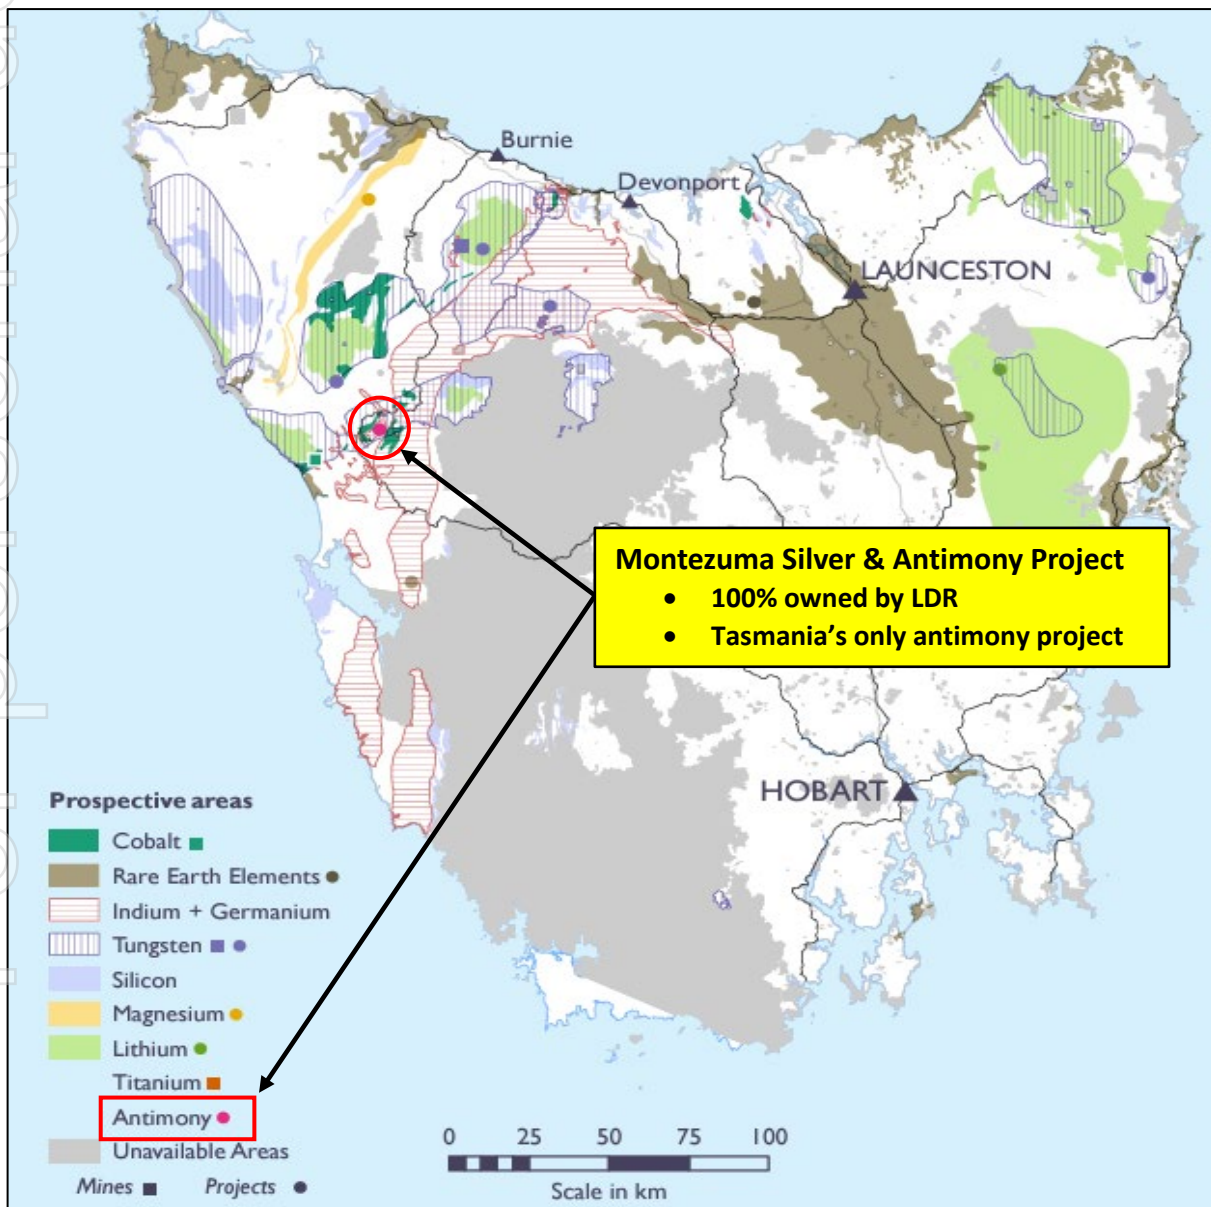 Burnie
Devonport
LAUNCESTON
Montezuma Silver & Antimony Project
• 100% owned by LDR
• Tasmania's only antimony project
HOBART
Prospective areas
Cobalt
Rare Earth Elements
Indium + Germanium
Tungsten
Silicon
Magnesium
Lithium
Titanium
Antimony
Unavailable Areas
Mines Projects
0 25 50 75 100
Scale in km